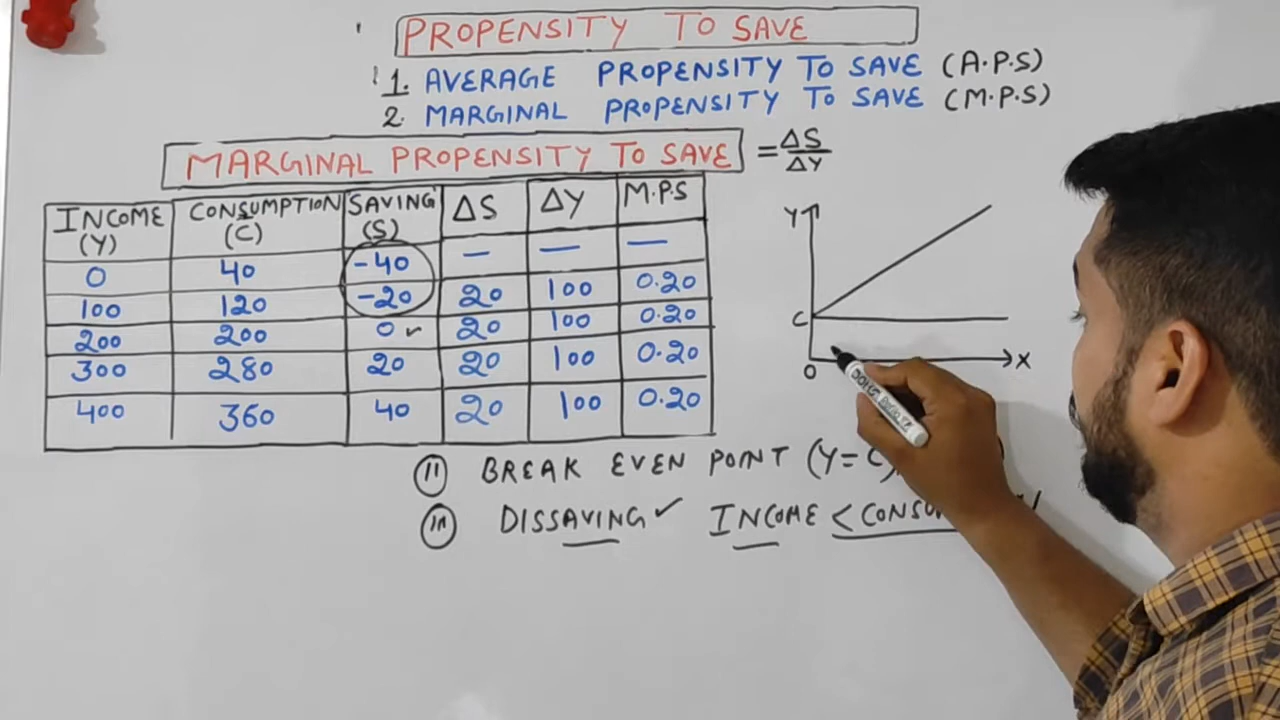 PROPENSITY TO SAVE
1. AVERAGE PROPENSITY TO SAVE (A.P.S)
2. MARGINAL PROPENSITY TO SAVE (M.P.S)
MARGINAL PROPENSITY TO SAVE = ΔS/ΔY
INCOME (Y) CONSUMPTION (C) SAVING (S) ΔS ΔY M.P.S
0 40 -40 — — —
100 120 -20 20 100 0.20
200 200 0 ✓ 20 100 0.20
300 280 20 20 100 0.20
400 360 40 20 100 0.20
Y
C
O X
(II) BREAK EVEN POINT (Y=C)
(III) DISSAVING ✓ INCOME <